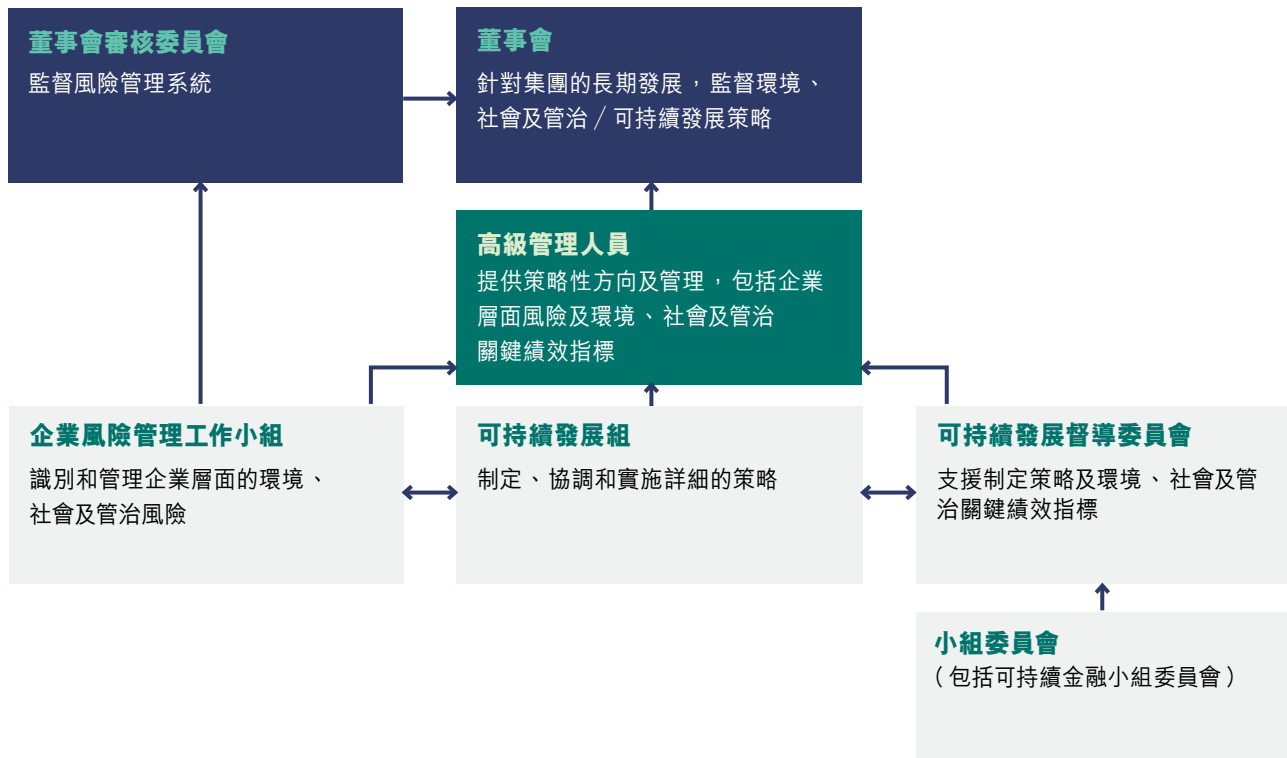 董事會審核委員會
監督風險管理系統
董事會
針對集團的長期發展，監督環境、
社會及管治／可持續發展策略
高級管理人員
提供策略性方向及管理，包括企業
層面風險及環境、社會及管治
關鍵績效指標
企業風險管理工作小組
識別和管理企業層面的環境、
社會及管治風險
可持續發展組
制定、協調和實施詳細的策略
可持續發展督導委員會
支援制定策略及環境、社會及管
治關鍵績效指標
小組委員會
（包括可持續金融小組委員會）